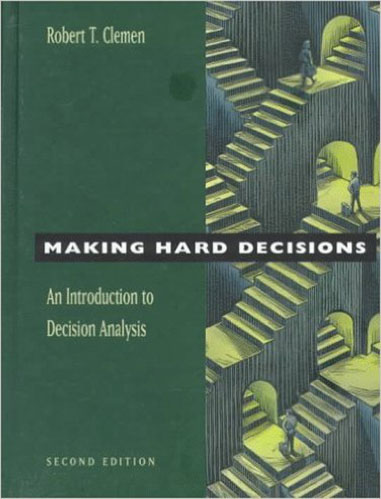 Robert T. Clemen
MAKING HARD DECISIONS
An Introduction to
Decision Analysis
SECOND EDITION